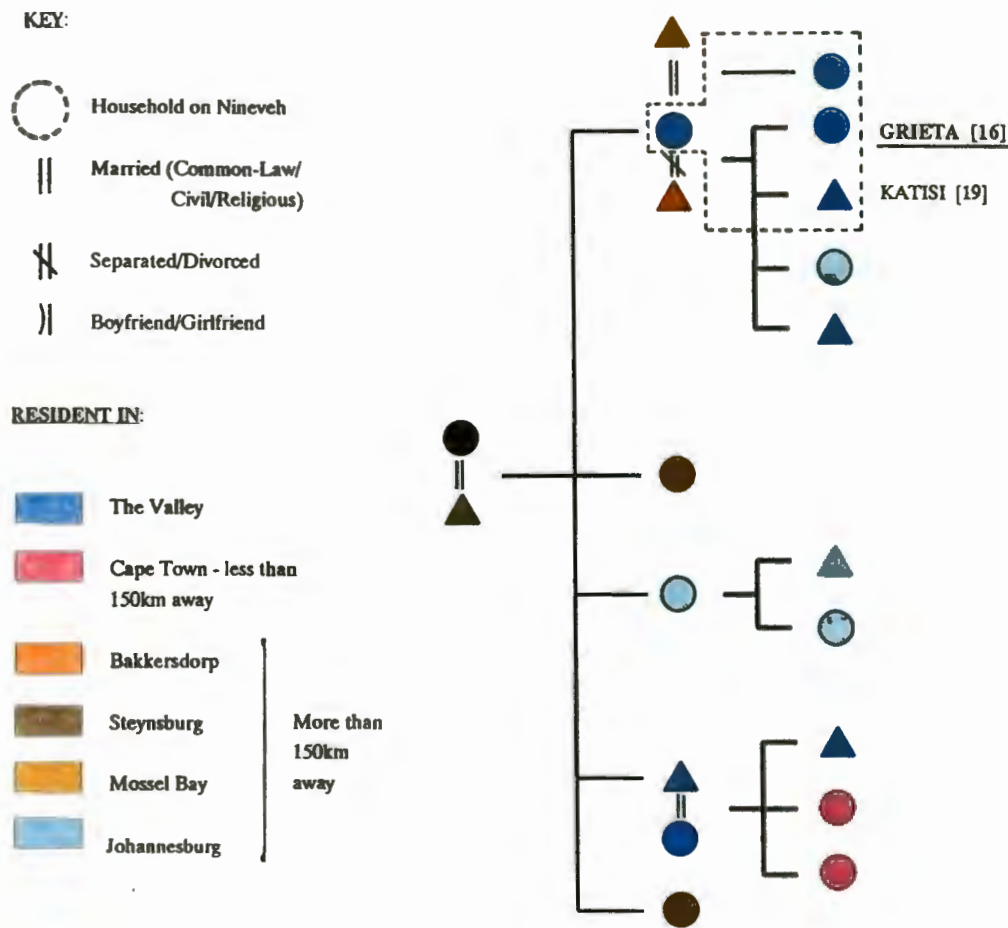 KEY:
Household on Nineveh
Married (Common-Law/
Civil/Religious)
Separated/Divorced
Boyfriend/Girlfriend
RESIDENT IN:
The Valley
Cape Town - less than
150km away
Bakkersdorp
Steynsburg
Mossel Bay
Johannesburg
More than
150km
away
GRIETA [16]
KATISI [19]